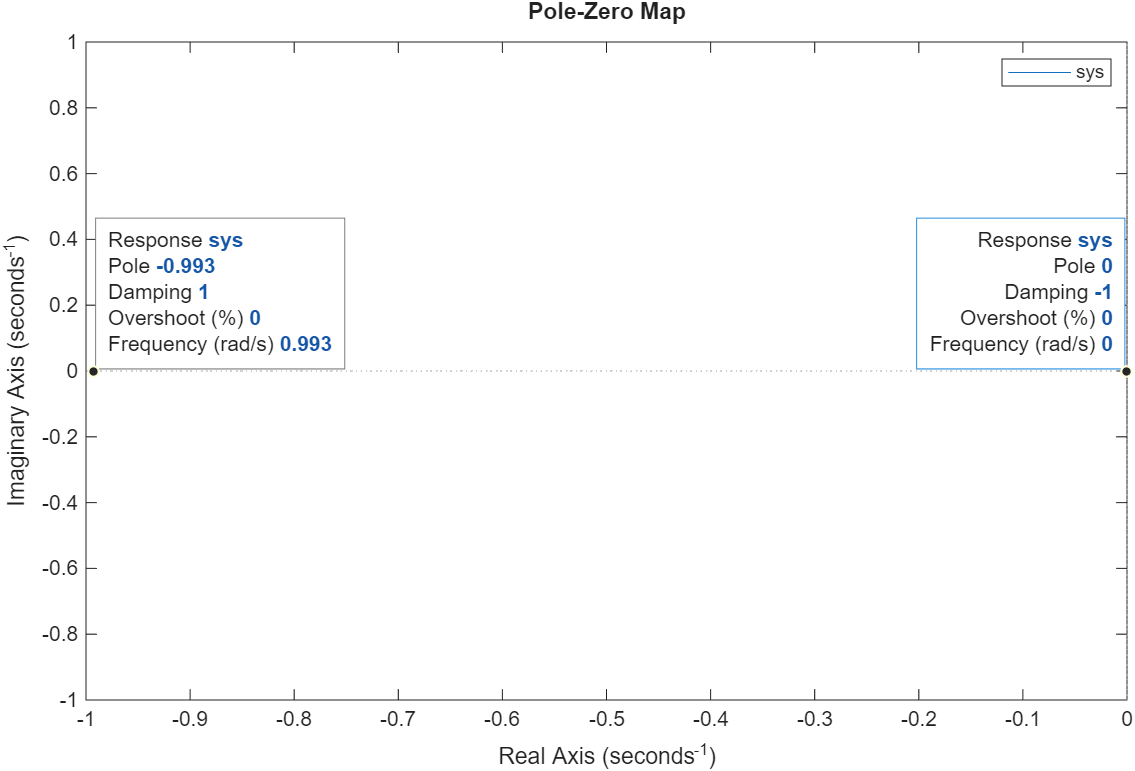 Pole-Zero Map
sys
1
0.8
0.6
0.4
0.2
0
-0.2
-0.4
-0.6
-0.8
-1
Imaginary Axis (seconds⁻¹)
Response sys
Pole -0.993
Damping 1
Overshoot (%) 0
Frequency (rad/s) 0.993
Response sys
Pole 0
Damping -1
Overshoot (%) 0
Frequency (rad/s) 0
-1 -0.9 -0.8 -0.7 -0.6 -0.5 -0.4 -0.3 -0.2 -0.1 0
Real Axis (seconds⁻¹)